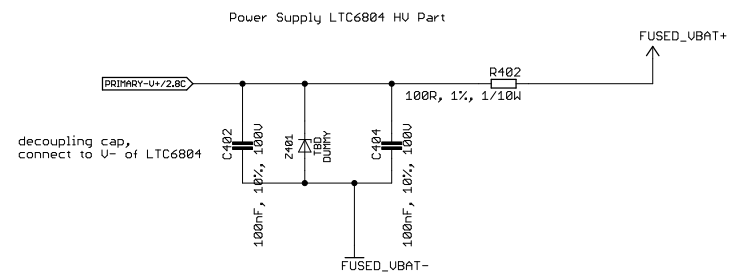 Power Supply LTC6804 HV Part
FUSED_VBAT+
R402
PRIMARY-V+/2.8C
100R, 1%, 1/10W
decoupling cap,
connect to V- of LTC6804
C402
100nF, 10%, 100V
Z401
TBD
DUMMY
C404
100nF, 10%, 100V
FUSED_VBAT-